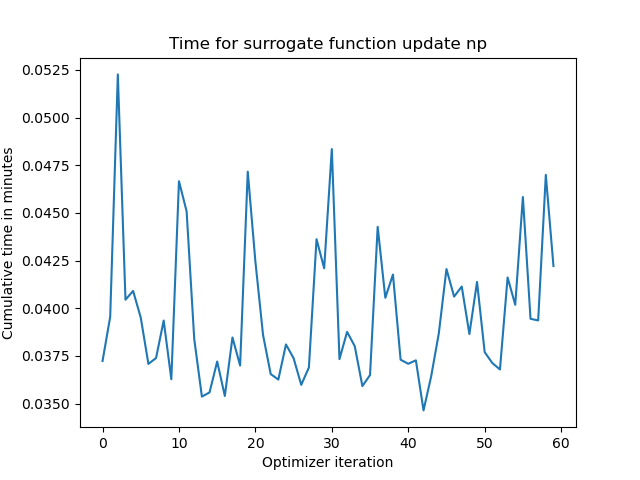 Time for surrogate function update np
Cumulative time in minutes
0.0525
0.0500
0.0475
0.0450
0.0425
0.0400
0.0375
0.0350
0 10 20 30 40 50 60
Optimizer iteration